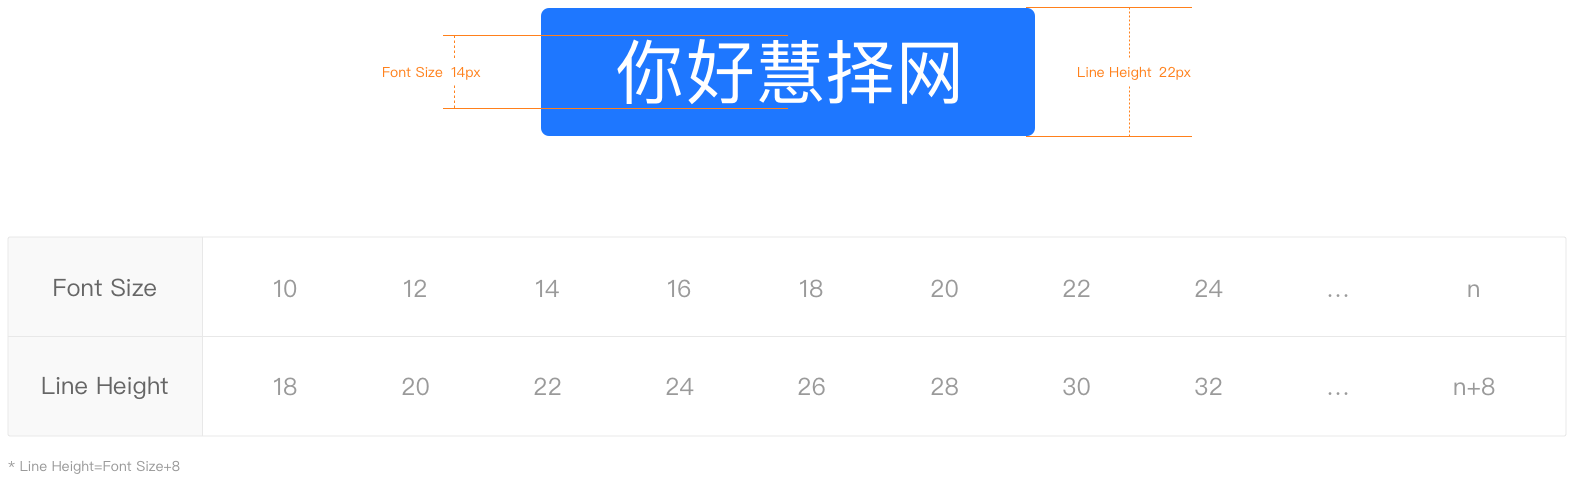 你好慧择网
Font Size 14px
Line Height 22px
Font Size 10 12 14 16 18 20 22 24 ... n
Line Height 18 20 22 24 26 28 30 32 ... n+8
* Line Height=Font Size+8